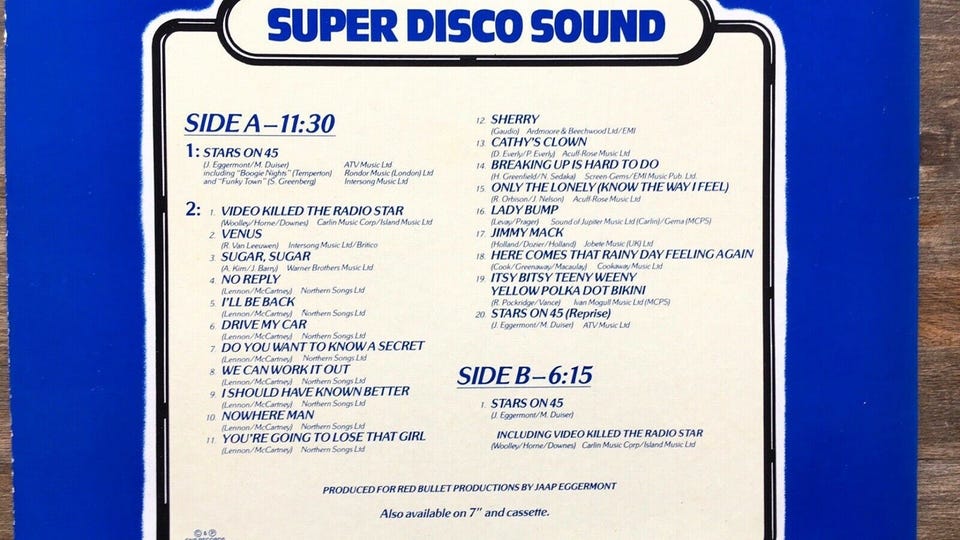 SUPER DISCO SOUND
SIDE A–11:30
1: STARS ON 45
(J. Eggermont/M. Duiser) ATV Music Ltd
including "Boogie Nights" (Temperton) Rondor Music (London) Ltd
and "Funky Town" (S. Greenberg) Intersong Music Ltd
2: 1. VIDEO KILLED THE RADIO STAR
(Woolley/Horne/Downes) Carlin Music Corp/Island Music Ltd
2. VENUS
(R. Van Leeuwen) Intersong Music Ltd/Britico
3. SUGAR, SUGAR
(A. Kim/J. Barry) Warner Brothers Music Ltd
4. NO REPLY
(Lennon/McCartney) Northern Songs Ltd
5. I'LL BE BACK
(Lennon/McCartney) Northern Songs Ltd
6. DRIVE MY CAR
(Lennon/McCartney) Northern Songs Ltd
7. DO YOU WANT TO KNOW A SECRET
(Lennon/McCartney) Northern Songs Ltd
8. WE CAN WORK IT OUT
(Lennon/McCartney) Northern Songs Ltd
9. I SHOULD HAVE KNOWN BETTER
(Lennon/McCartney) Northern Songs Ltd
10. NOWHERE MAN
(Lennon/McCartney) Northern Songs Ltd
11. YOU'RE GOING TO LOSE THAT GIRL
(Lennon/McCartney) Northern Songs Ltd
12. SHERRY
(Gaudio) Ardmoore & Beechwood Ltd/EMI
13. CATHY'S CLOWN
(D. Everly/P. Everly) Acuff-Rose Music Ltd
14. BREAKING UP IS HARD TO DO
(H. Greenfield/N. Sedaka) Screen Gems/EMI Music Pub. Ltd.
15. ONLY THE LONELY (KNOW THE WAY I FEEL)
(R. Orbison/J. Nelson) Acuff-Rose Music Ltd
16. LADY BUMP
(Levay/Prager) Sound of Jupiter Music Ltd (Carlin)/Gema (MCPS)
17. JIMMY MACK
(Holland/Dozier/Holland) Jobete Music (UK) Ltd
18. HERE COMES THAT RAINY DAY FEELING AGAIN
(Cook/Greenaway/Macaulay) Cookaway Music Ltd
19. ITSY BITSY TEENY WEENY
YELLOW POLKA DOT BIKINI
(R. Pockridge/Vance) Ivan Mogull Music Ltd (MCPS)
20. STARS ON 45 (Reprise)
(J. Eggermont/M. Duiser) ATV Music Ltd
SIDE B–6:15
1. STARS ON 45
(J. Eggermont/M. Duiser)
INCLUDING VIDEO KILLED THE RADIO STAR
(Woolley/Horne/Downes) Carlin Music Corp/Island Music Ltd
PRODUCED FOR RED BULLET PRODUCTIONS BY JAAP EGGERMONT
Also available on 7" and cassette.
© & ℗